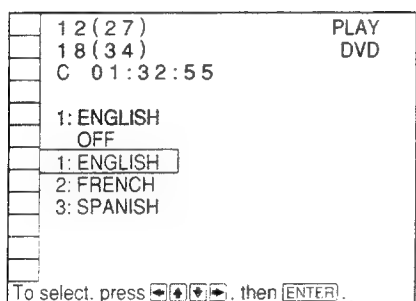 12(27) PLAY
18(34) DVD
C 01:32:55
1: ENGLISH
OFF
1: ENGLISH
2: FRENCH
3: SPANISH
To select, press ←↑↓→, then ENTER.